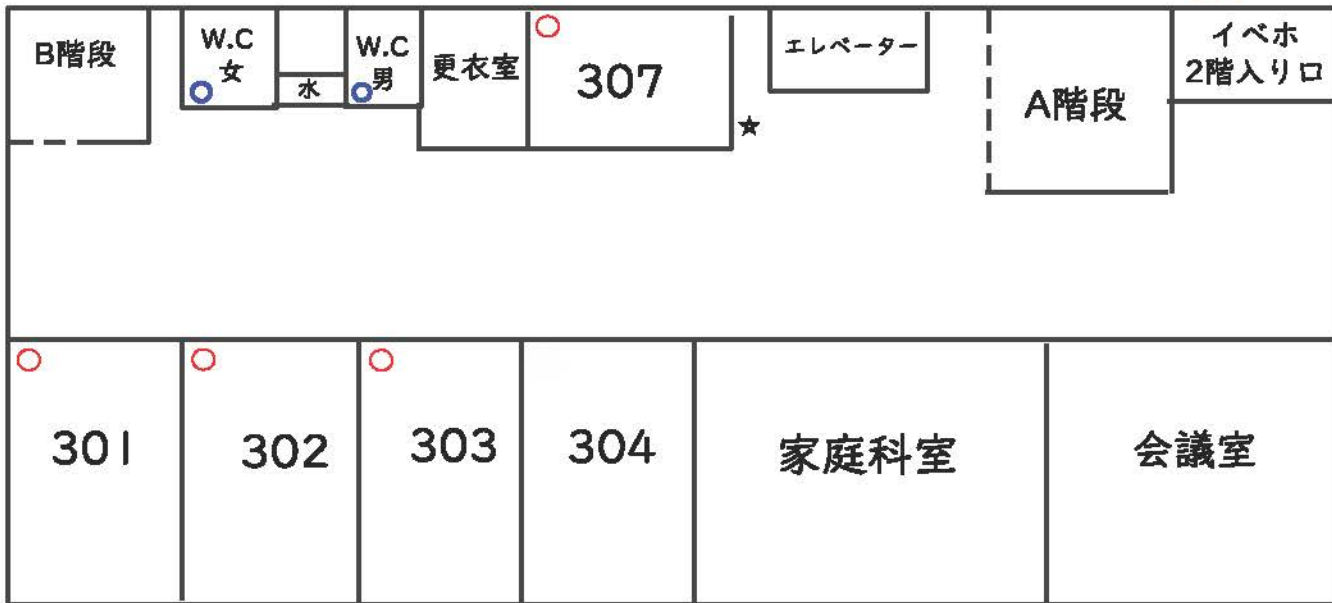 B階段
W.C
女
水
W.C
男
更衣室
307
★
エレベーター
A階段
イベホ
2階入り口
301
302
303
304
家庭科室
会議室